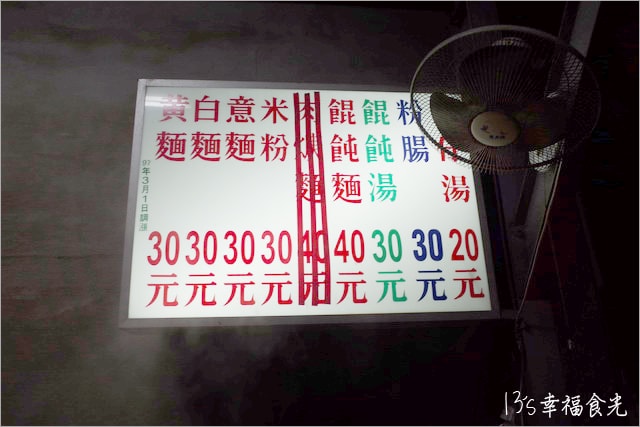 黃麵 30元
白麵 30元
意麵 30元
米粉 30元
肉焿麵 40元
餛飩麵 40元
餛飩湯 30元
粉腸 30元
湯 20元
97年3月1日調漲
13's幸福食光